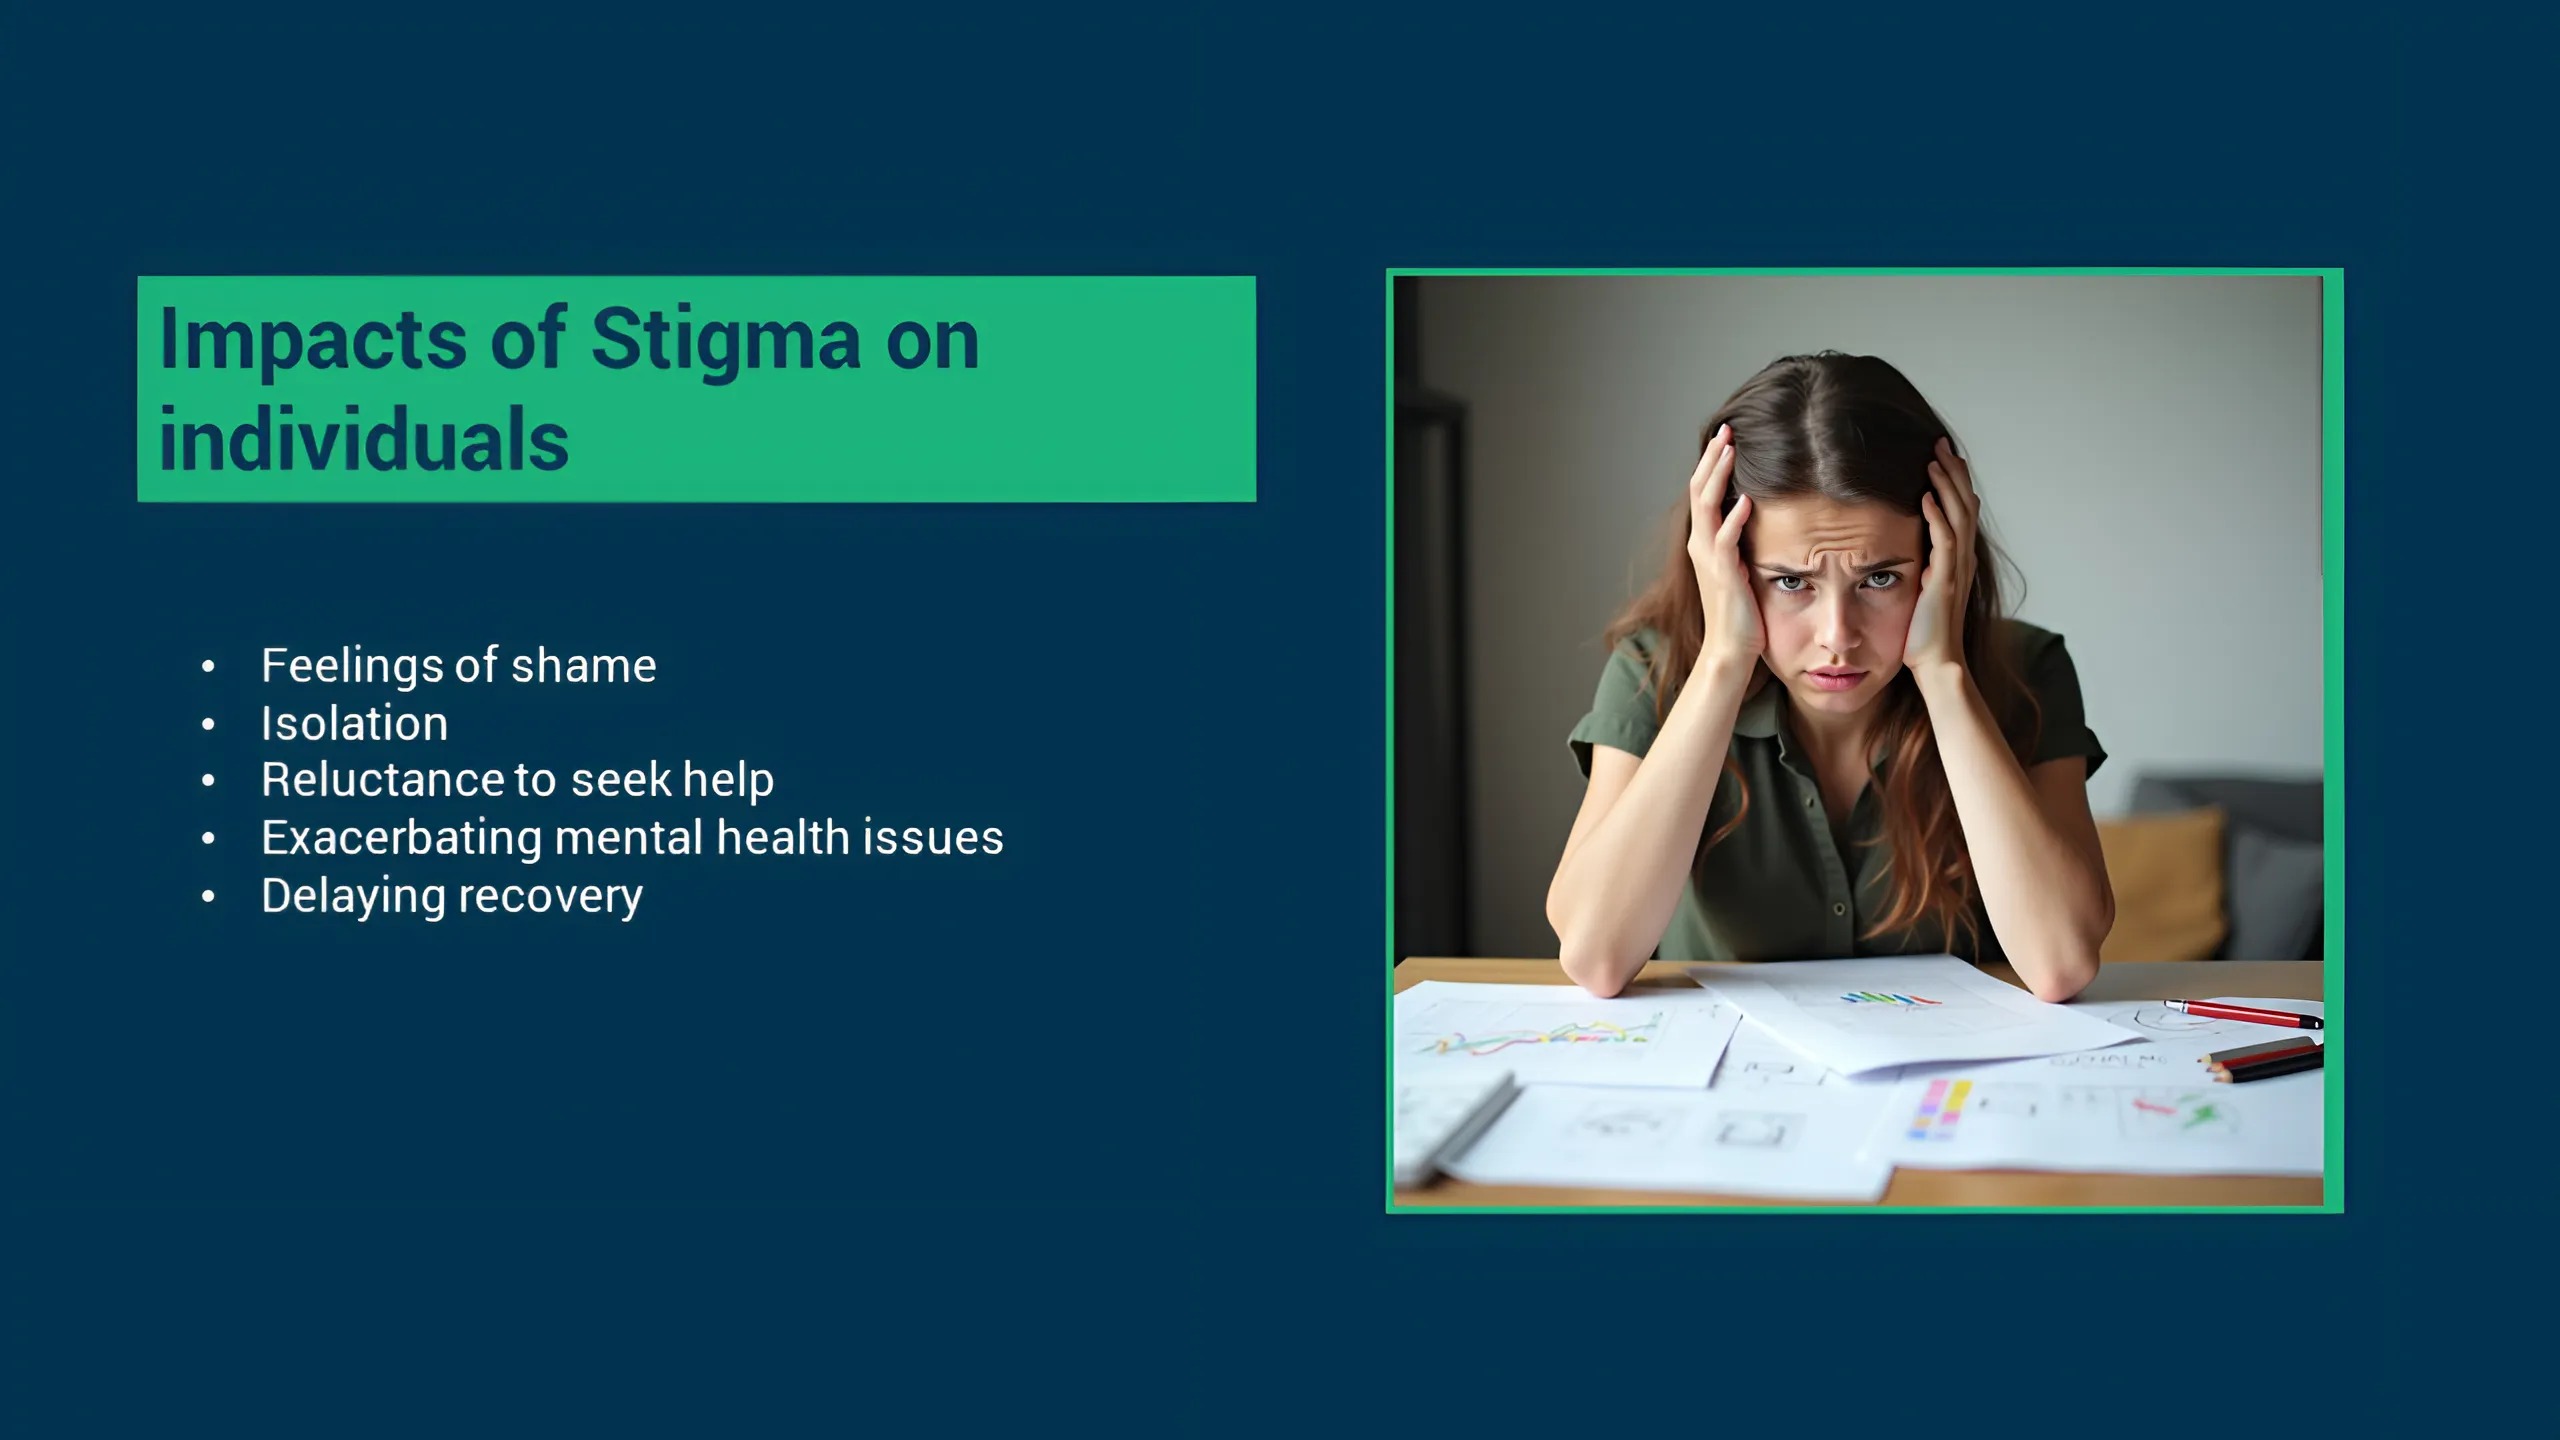 Impacts of Stigma on
individuals
• Feelings of shame
• Isolation
• Reluctance to seek help
• Exacerbating mental health issues
• Delaying recovery